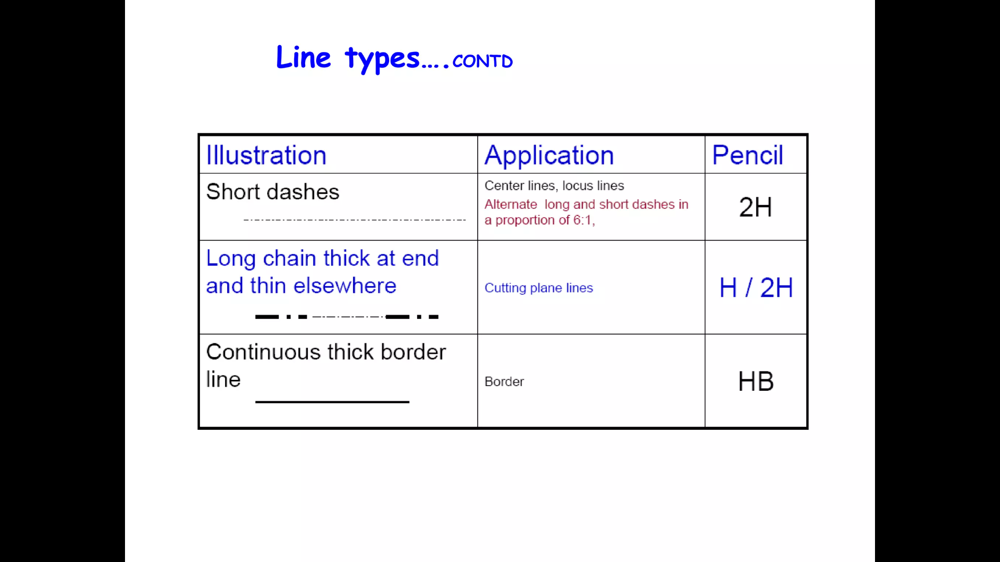 Line types....CONTD
Illustration
Application
Pencil
Short dashes
Center lines, locus lines
Alternate long and short dashes in
a proportion of 6:1,
2H
Long chain thick at end
and thin elsewhere
Cutting plane lines
H / 2H
Continuous thick border
line
Border
HB